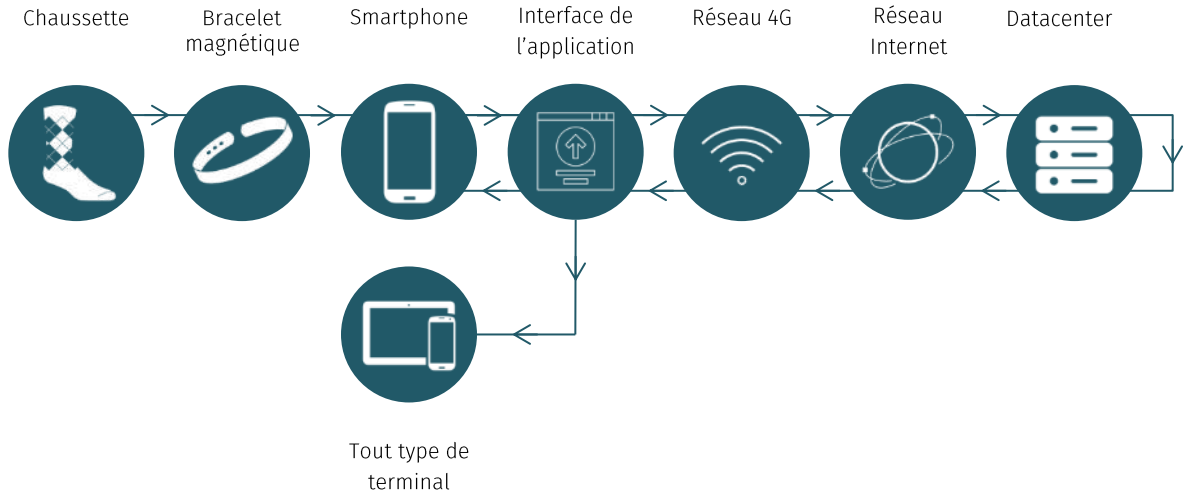 Chaussette
Bracelet
magnétique
Smartphone
Interface de
l’application
Réseau 4G
Réseau
Internet
Datacenter
Tout type de
terminal